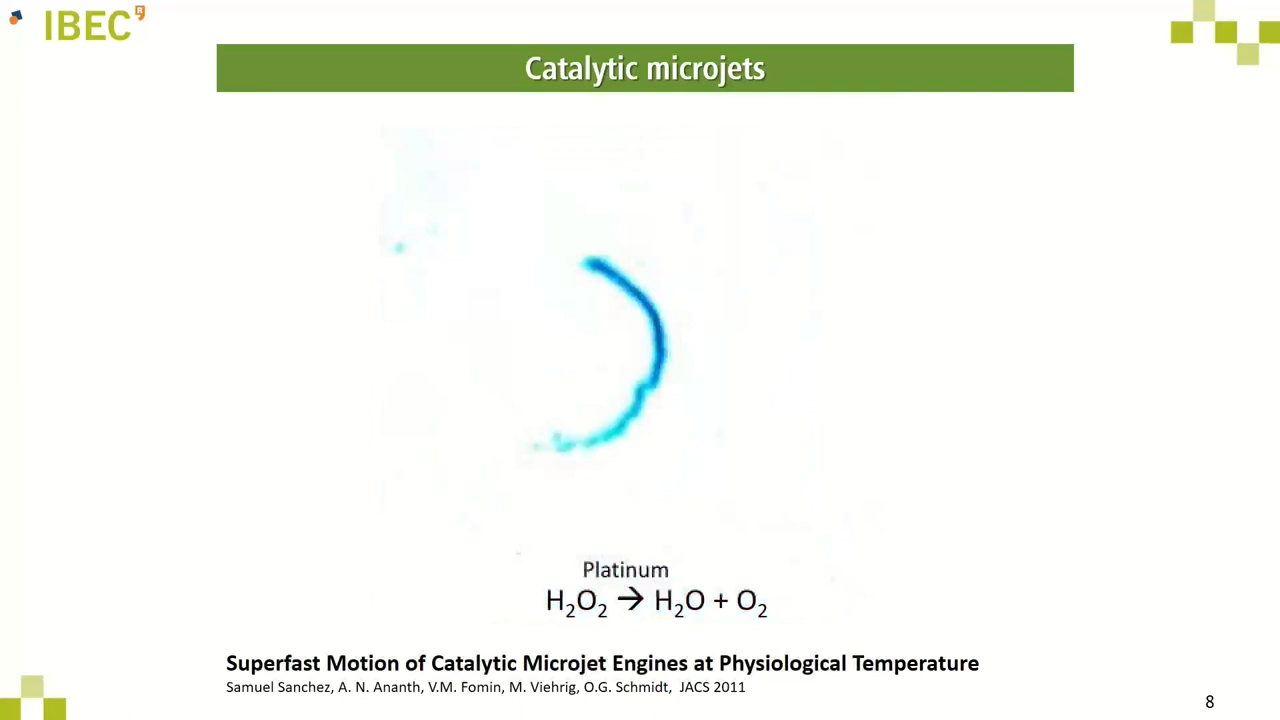 IBEC
Catalytic microjets
Platinum
H₂O₂ → H₂O + O₂
Superfast Motion of Catalytic Microjet Engines at Physiological Temperature
Samuel Sanchez, A. N. Ananth, V.M. Fomin, M. Viehrig, O.G. Schmidt, JACS 2011
8